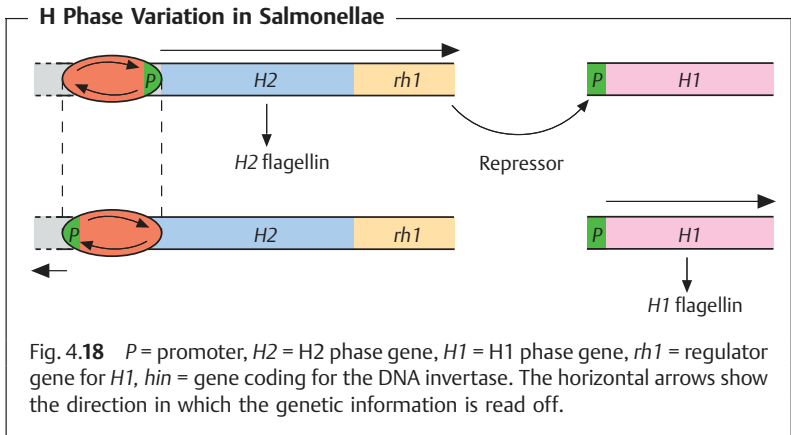 H Phase Variation in Salmonellae
P H2 rh1 P H1
H2 flagellin
Repressor
P H2 rh1 P H1
H1 flagellin
Fig. 4.18 P = promoter, H2 = H2 phase gene, H1 = H1 phase gene, rh1 = regulator
gene for H1, hin = gene coding for the DNA invertase. The horizontal arrows show
the direction in which the genetic information is read off.